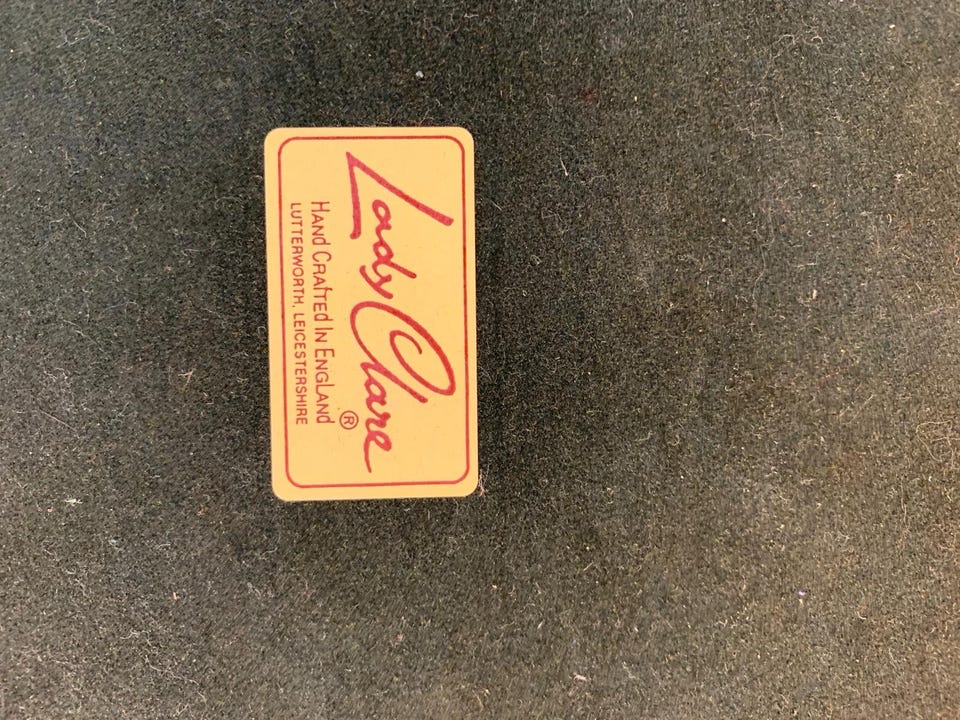 Lady Clare
®
HANd CRAfTEd IN ENGLANd
LUTTERWORTH, LEICESTERSHIRE